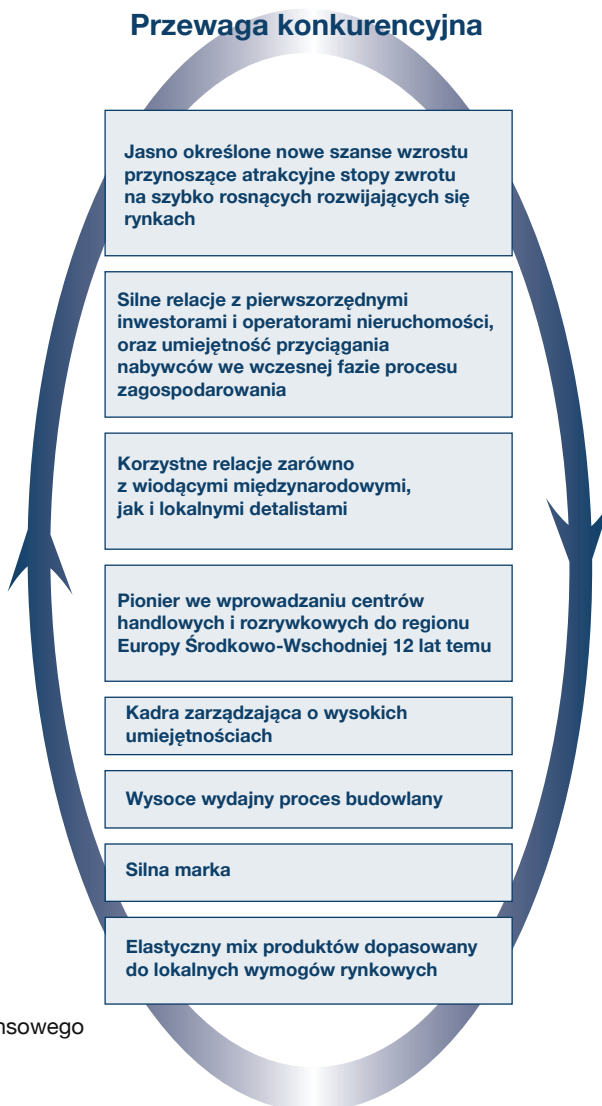 Przewaga konkurencyjna
Jasno określone nowe szanse wzrostu
przynoszące atrakcyjne stopy zwrotu
na szybko rosnących rozwijających się
rynkach
Silne relacje z pierwszorzędnymi
inwestorami i operatorami nieruchomości,
oraz umiejętność przyciągania
nabywców we wczesnej fazie procesu
zagospodarowania
Korzystne relacje zarówno
z wiodącymi międzynarodowymi,
jak i lokalnymi detalistami
Pionier we wprowadzaniu centrów
handlowych i rozrywkowych do regionu
Europy Środkowo-Wschodniej 12 lat temu
Kadra zarządzająca o wysokich
umiejętnościach
Wysoce wydajny proces budowlany
Silna marka
Elastyczny mix produktów dopasowany
do lokalnych wymogów rynkowych
nsowego